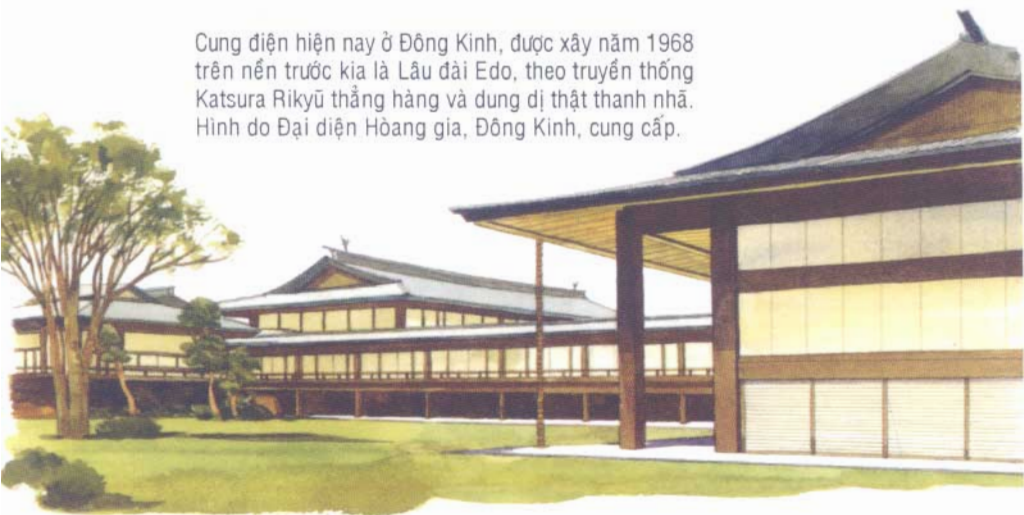 Cung điện hiện nay ở Đông Kinh, được xây năm 1968
trên nền trước kia là Lâu đài Edo, theo truyền thống
Katsura Rikyū thẳng hàng và dung dị thật thanh nhã.
Hình do Đại diện Hòang gia, Đông Kinh, cung cấp.